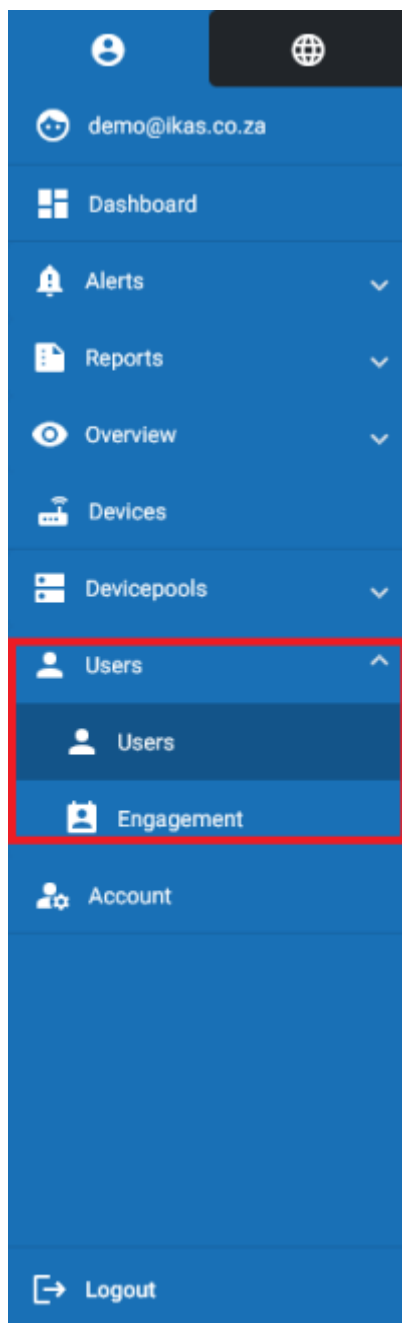 demo@ikas.co.za
Dashboard
Alerts
Reports
Overview
Devices
Devicepools
Users
Users
Engagement
Account
Logout